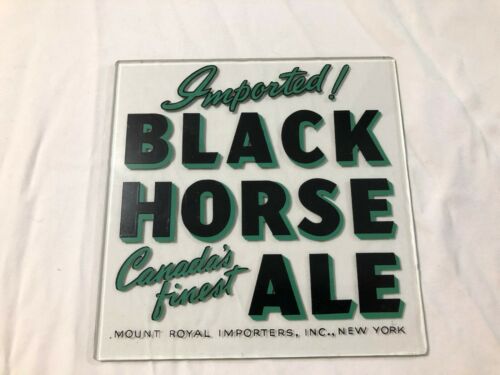 Imported!
BLACK
HORSE
Canada's
finest
ALE
MOUNT ROYAL IMPORTERS, INC., NEW YORK